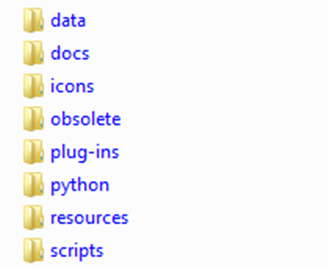 data
docs
icons
obsolete
plug-ins
python
resources
scripts